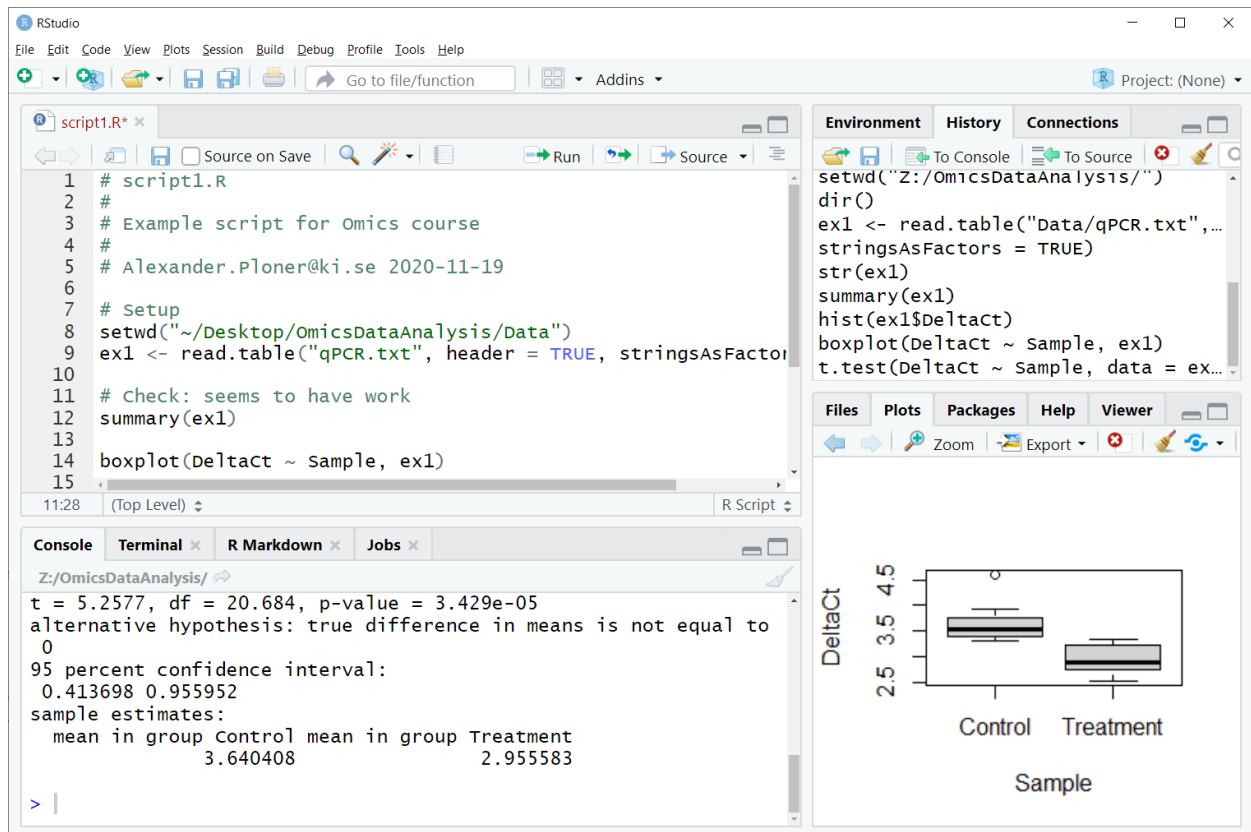 RStudio
File Edit Code View Plots Session Build Debug Profile Tools Help
Go to file/function Addins Project: (None)
script1.R*
Source on Save Run Source
1 # script1.R
2 #
3 # Example script for Omics course
4 #
5 # Alexander.Ploner@ki.se 2020-11-19
6
7 # Setup
8 setwd("~/Desktop/OmicsDataAnalysis/Data")
9 ex1 <- read.table("qPCR.txt", header = TRUE, stringsAsFactor
10
11 # Check: seems to have work
12 summary(ex1)
13
14 boxplot(DeltaCt ~ Sample, ex1)
15
11:28 (Top Level) R Script
Console Terminal R Markdown Jobs
Z:/OmicsDataAnalysis/
t = 5.2577, df = 20.684, p-value = 3.429e-05
alternative hypothesis: true difference in means is not equal to
0
95 percent confidence interval:
0.413698 0.955952
sample estimates:
mean in group Control mean in group Treatment
3.640408 2.955583
>
Environment History Connections
To Console To Source
setwd("Z:/OmicsDataAnalysis/")
dir()
ex1 <- read.table("Data/qPCR.txt",…
stringsAsFactors = TRUE)
str(ex1)
summary(ex1)
hist(ex1$DeltaCt)
boxplot(DeltaCt ~ Sample, ex1)
t.test(DeltaCt ~ Sample, data = ex…
Files Plots Packages Help Viewer
Zoom Export
DeltaCt
4.5
3.5
2.5
Control Treatment
Sample